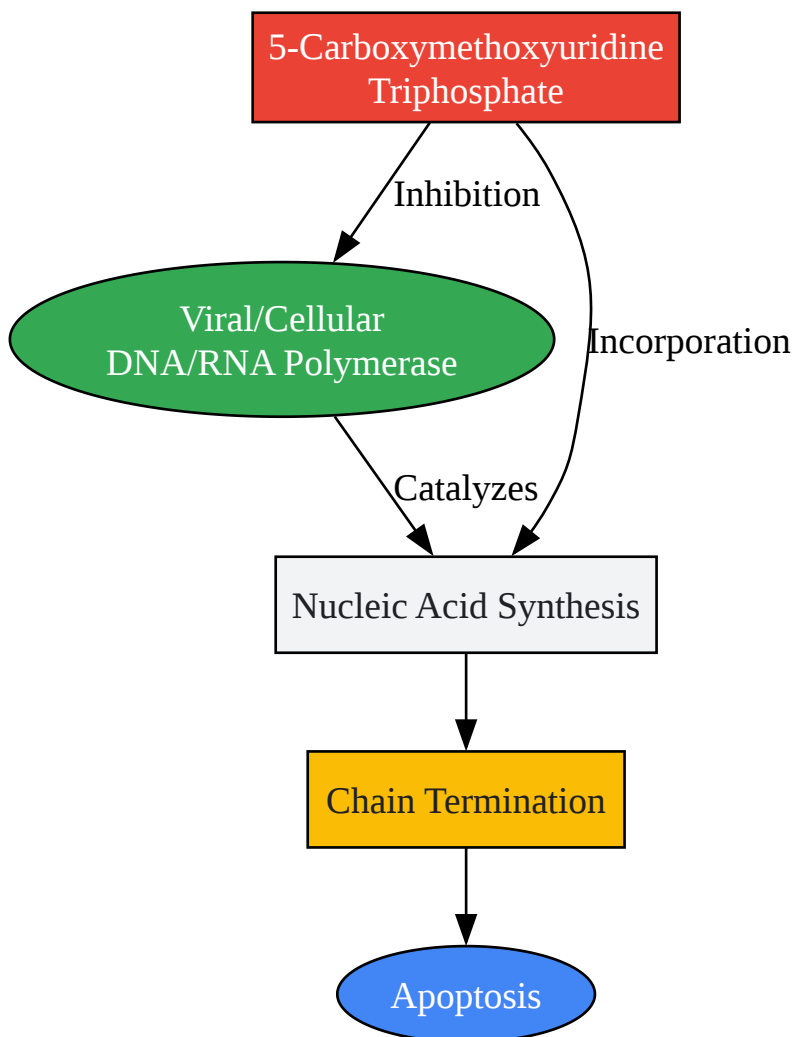 5-Carboxymethoxyuridine
Triphosphate
Inhibition
Viral/Cellular
DNA/RNA Polymerase
Incorporation
Catalyzes
Nucleic Acid Synthesis
Chain Termination
Apoptosis